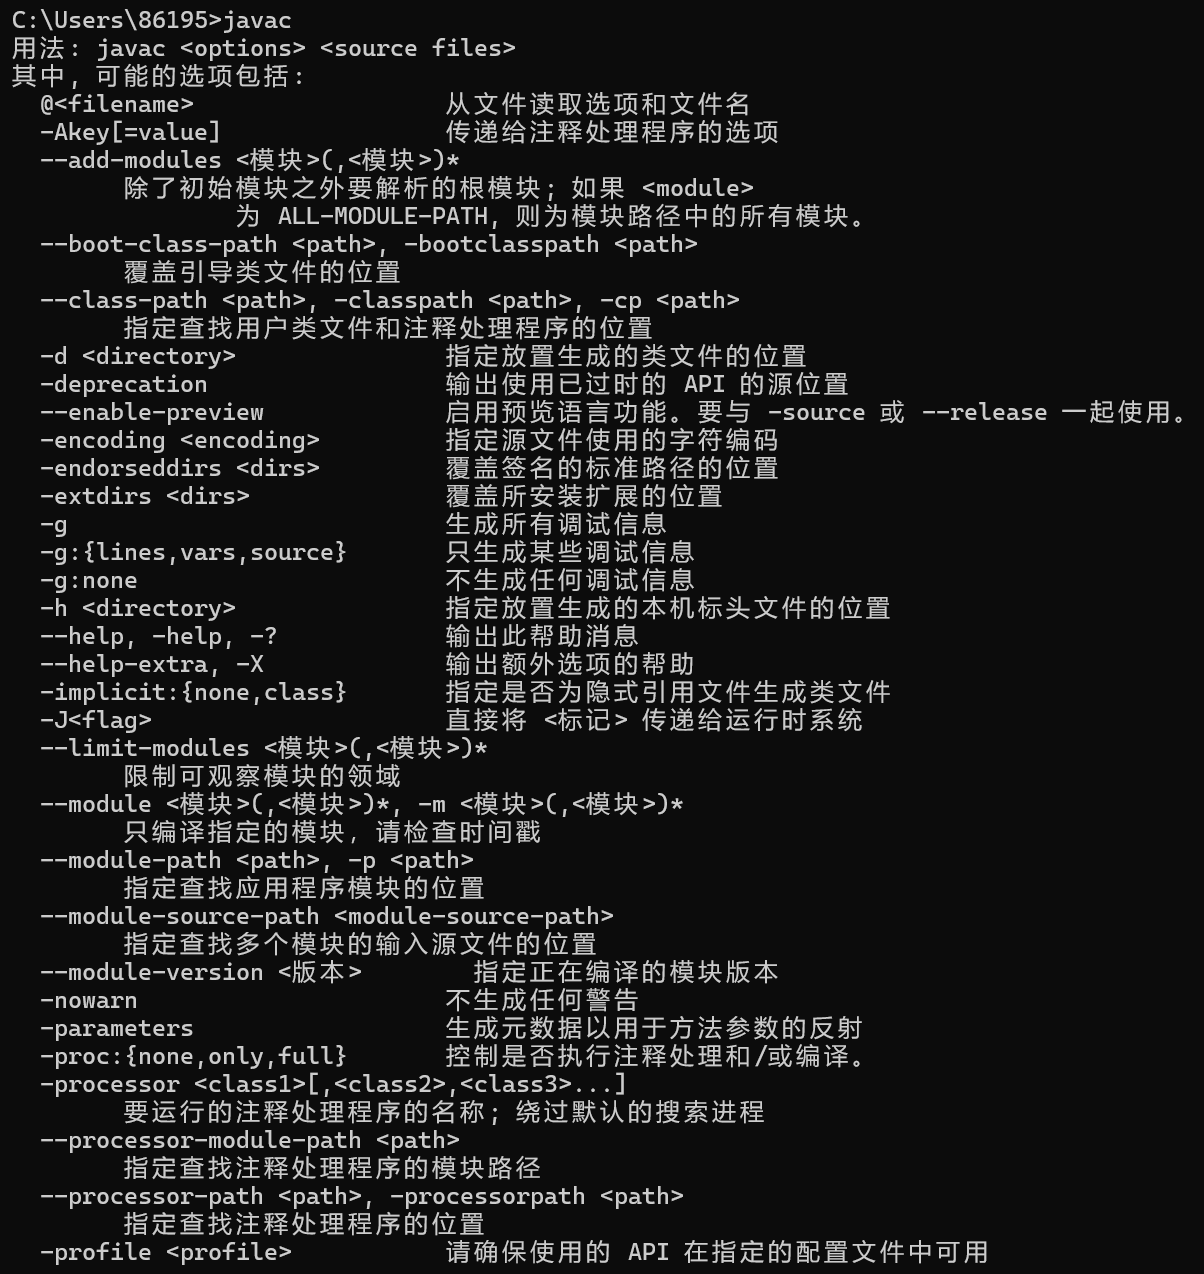 C:\Users\86195>javac
用法: javac <options> <source files>
其中, 可能的选项包括:
  @<filename>                  从文件读取选项和文件名
  -Akey[=value]                传递给注释处理程序的选项
  --add-modules <模块>(,<模块>)*
        除了初始模块之外要解析的根模块; 如果 <module>
                为 ALL-MODULE-PATH, 则为模块路径中的所有模块。
  --boot-class-path <path>, -bootclasspath <path>
        覆盖引导类文件的位置
  --class-path <path>, -classpath <path>, -cp <path>
        指定查找用户类文件和注释处理程序的位置
  -d <directory>               指定放置生成的类文件的位置
  -deprecation                 输出使用已过时的 API 的源位置
  --enable-preview             启用预览语言功能。要与 -source 或 --release 一起使用。
  -encoding <encoding>         指定源文件使用的字符编码
  -endorseddirs <dirs>         覆盖签名的标准路径的位置
  -extdirs <dirs>              覆盖所安装扩展的位置
  -g                           生成所有调试信息
  -g:{lines,vars,source}       只生成某些调试信息
  -g:none                      不生成任何调试信息
  -h <directory>               指定放置生成的本机标头文件的位置
  --help, -help, -?            输出此帮助消息
  --help-extra, -X             输出额外选项的帮助
  -implicit:{none,class}       指定是否为隐式引用文件生成类文件
  -J<flag>                     直接将 <标记> 传递给运行时系统
  --limit-modules <模块>(,<模块>)*
        限制可观察模块的领域
  --module <模块>(,<模块>)*, -m <模块>(,<模块>)*
        只编译指定的模块, 请检查时间戳
  --module-path <path>, -p <path>
        指定查找应用程序模块的位置
  --module-source-path <module-source-path>
        指定查找多个模块的输入源文件的位置
  --module-version <版本>        指定正在编译的模块版本
  -nowarn                      不生成任何警告
  -parameters                  生成元数据以用于方法参数的反射
  -proc:{none,only,full}       控制是否执行注释处理和/或编译。
  -processor <class1>[,<class2>,<class3>...]
        要运行的注释处理程序的名称; 绕过默认的搜索进程
  --processor-module-path <path>
        指定查找注释处理程序的模块路径
  --processor-path <path>, -processorpath <path>
        指定查找注释处理程序的位置
  -profile <profile>           请确保使用的 API 在指定的配置文件中可用